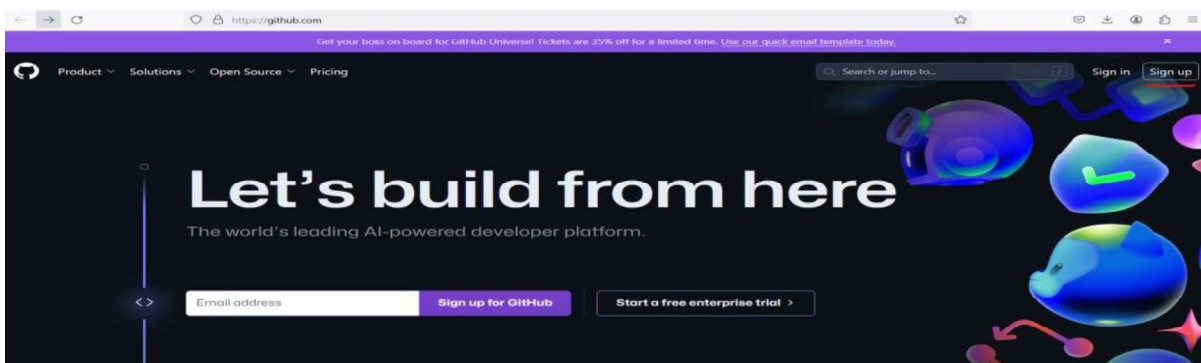 https://github.com
Get your boss on board for GitHub Universe! Tickets are 35% off for a limited time. Use our quick email template today.
Product Solutions Open Source Pricing Search or jump to... / Sign in Sign up
Let's build from here
The world's leading AI-powered developer platform.
Email address Sign up for GitHub Start a free enterprise trial >